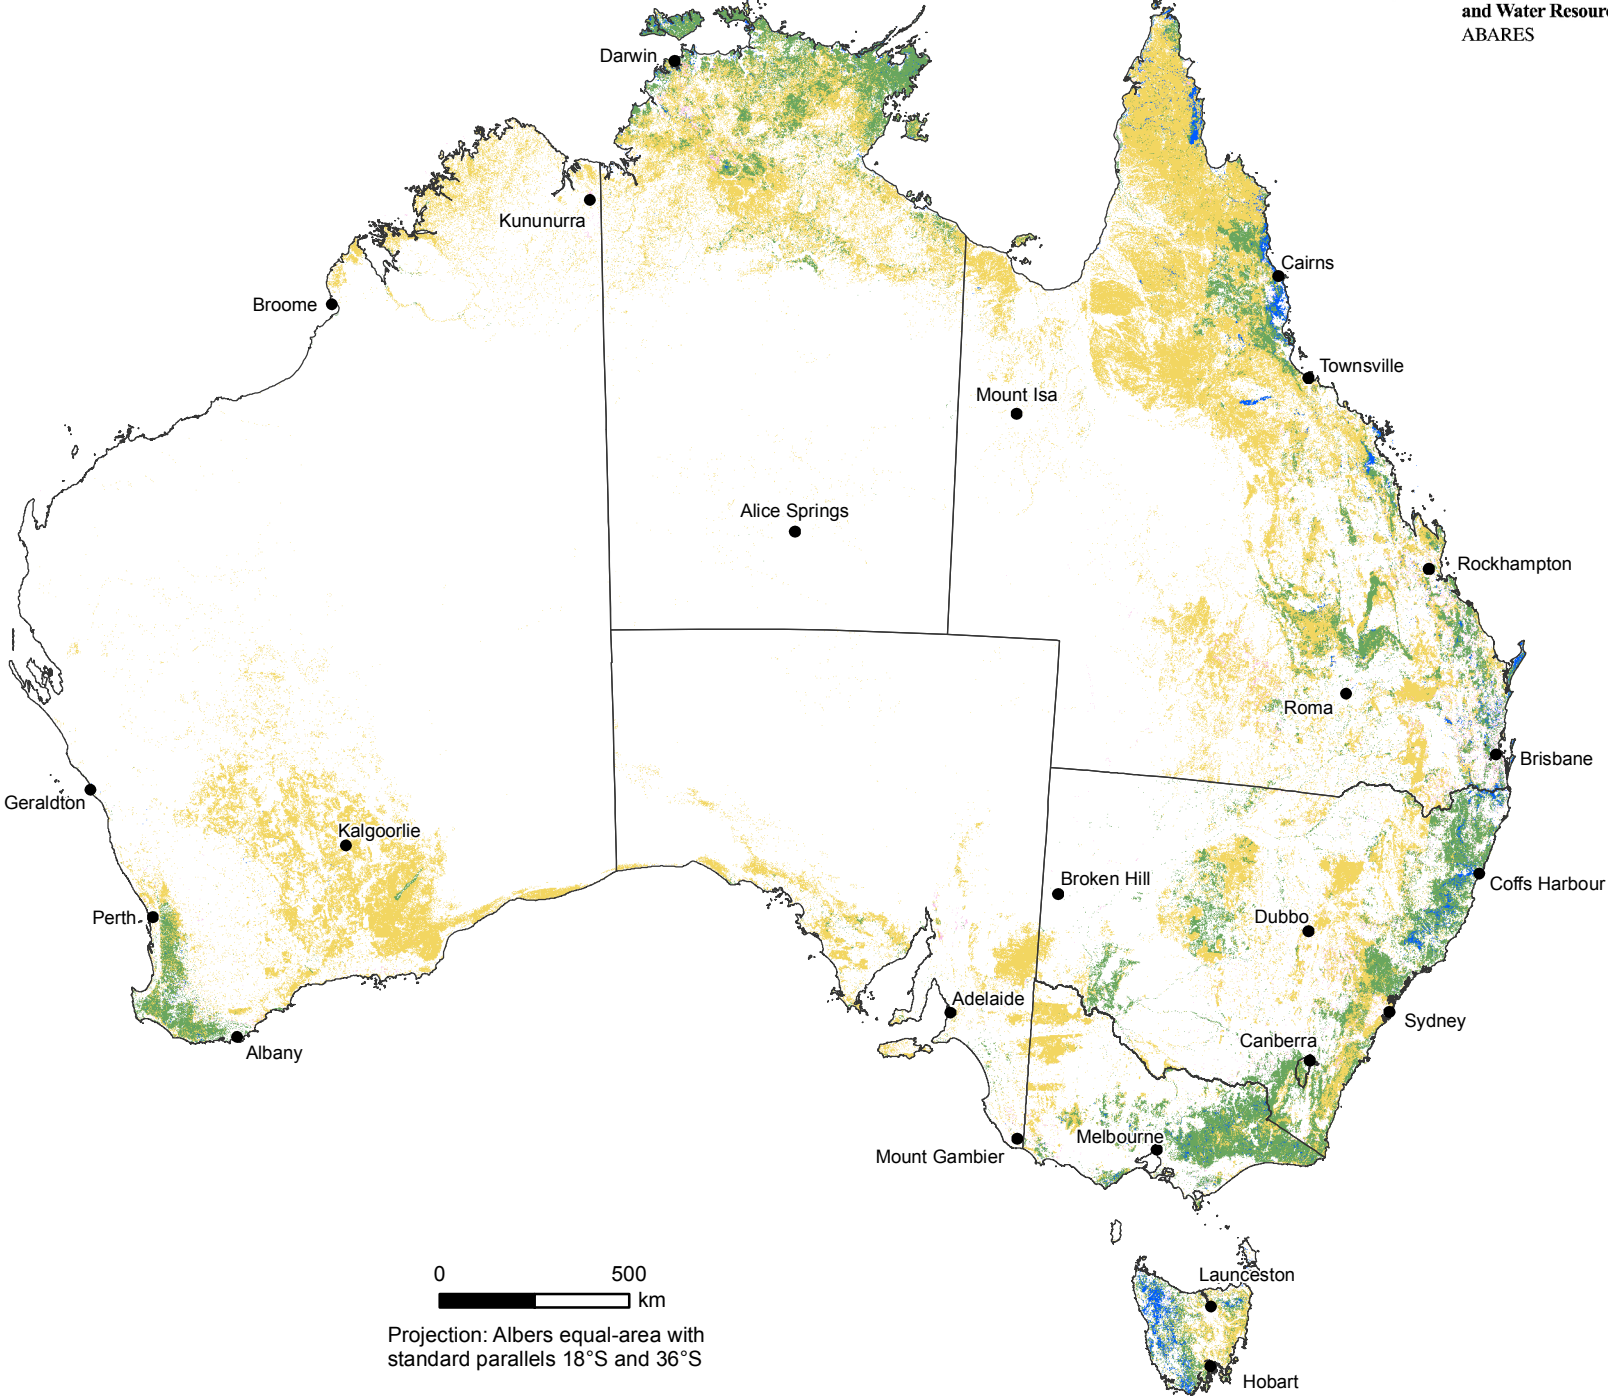 and Water Resour
ABARES
Darwin
Kununurra
Cairns
Broome
Townsville
Mount Isa
Alice Springs
Rockhampton
Roma
Brisbane
Geraldton
Kalgoorlie
Broken Hill
Coffs Harbour
Perth
Dubbo
Adelaide
Sydney
Canberra
Albany
Melbourne
Mount Gambier
0 500
km
Launceston
Projection: Albers equal-area with
standard parallels 18°S and 36°S
Hobart